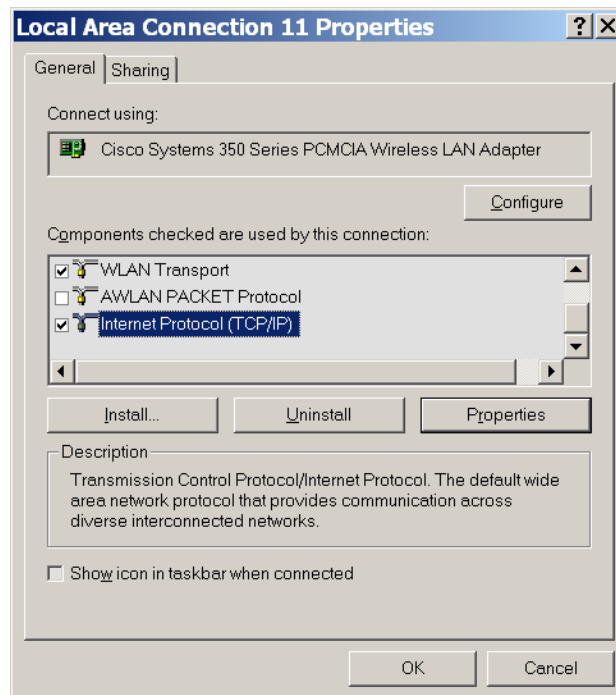 Local Area Connection 11 Properties
General
Sharing
Connect using:
Cisco Systems 350 Series PCMCIA Wireless LAN Adapter
Configure
Components checked are used by this connection:
WLAN Transport
AWLAN PACKET Protocol
Internet Protocol (TCP/IP)
Install...
Uninstall
Properties
Description
Transmission Control Protocol/Internet Protocol. The default wide
area network protocol that provides communication across
diverse interconnected networks.
Show icon in taskbar when connected
OK
Cancel